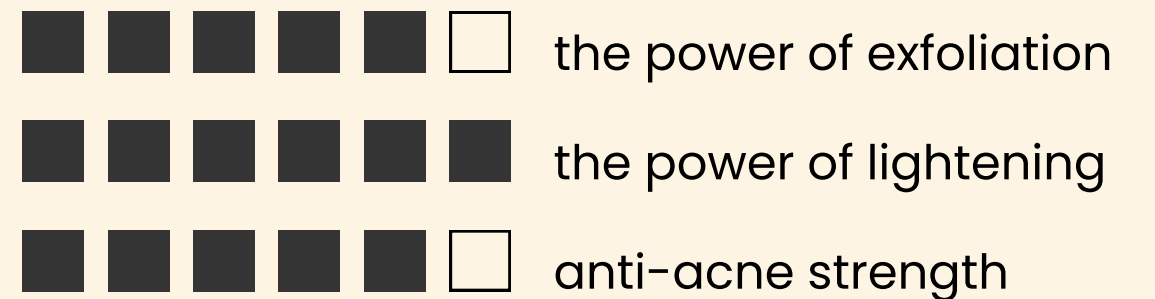 the power of exfoliation
the power of lightening
anti-acne strength